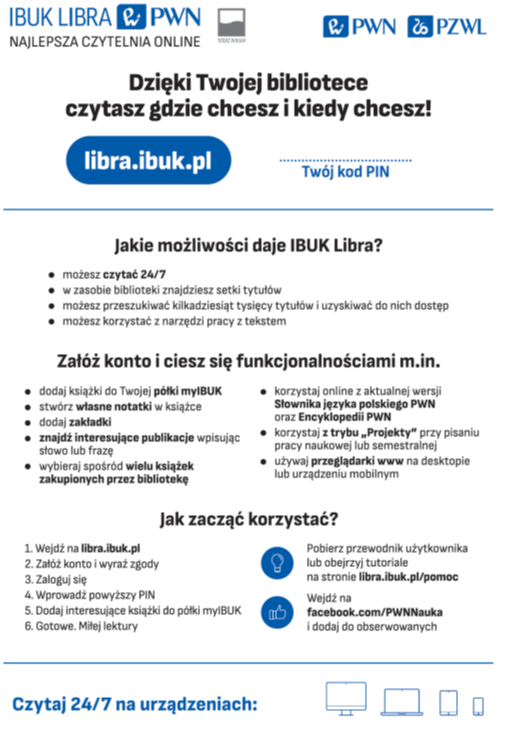 IBUK LIBRA PWN
NAJLEPSZA CZYTELNIA ONLINE
PWN PZWL
Dzięki Twojej bibliotece
czytasz gdzie chcesz i kiedy chcesz!
libra.ibuk.pl
Twój kod PIN
Jakie możliwości daje IBUK Libra?
• możesz czytać 24/7
• w zasobie biblioteki znajdziesz setki tytułów
• możesz przeszukiwać kilkadziesiąt tysięcy tytułów i uzyskiwać do nich dostęp
• możesz korzystać z narzędzi pracy z tekstem
Załóż konto i ciesz się funkcjonalnościami m.in.
• dodaj książki do Twojej półki myIBUK
• stwórz własne notatki w książce
• dodaj zakładki
• znajdź interesujące publikacje wpisując
słowo lub frazę
• wybieraj spośród wielu książek
zakupionych przez bibliotekę
• korzystaj online z aktualnej wersji
Słownika języka polskiego PWN
oraz Encyklopedii PWN
• korzystaj z trybu „Projekty” przy pisaniu
pracy naukowej lub semestralnej
• używaj przeglądarki www na desktopie
lub urządzeniu mobilnym
Jak zacząć korzystać?
1. Wejdź na libra.ibuk.pl
2. Załóż konto i wyraź zgody
3. Zaloguj się
4. Wprowadź powyższy PIN
5. Dodaj interesujące książki do półki myIBUK
6. Gotowe. Miłej lektury
Pobierz przewodnik użytkownika
lub obejrzyj tutoriale
na stronie libra.ibuk.pl/pomoc
Wejdź na
facebook.com/PWNNauka
i dodaj do obserwowanych
Czytaj 24/7 na urządzeniach: